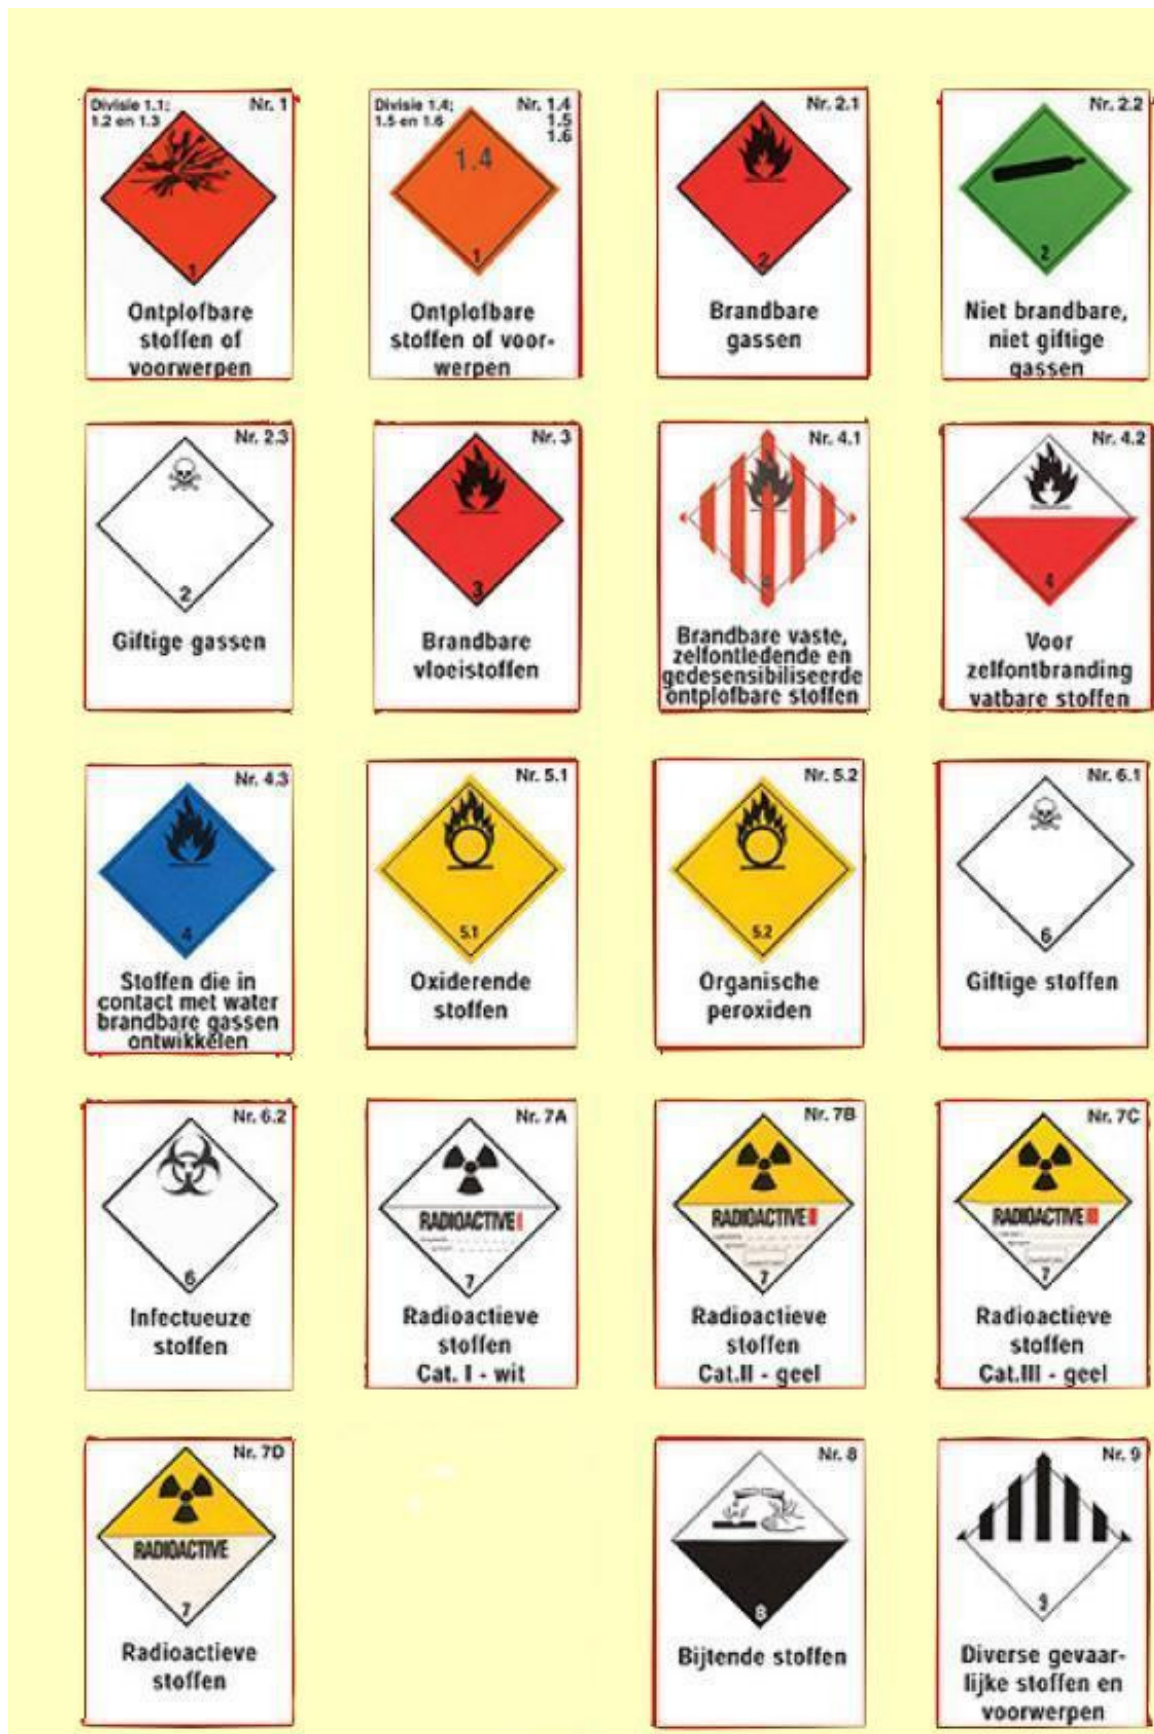 Divisie 1.1;
1.2 en 1.3
Nr. 1
1
Ontplofbare
stoffen of
voorwerpen
Divisie 1.4;
1.5 en 1.6
Nr. 1.4
1.5
1.6
1.4
1
Ontplofbare
stoffen of voor-
werpen
Nr. 2.1
2
Brandbare
gassen
Nr. 2.2
2
Niet brandbare,
niet giftige
gassen
Nr. 2.3
2
Giftige gassen
Nr. 3
3
Brandbare
vloeistoffen
Nr. 4.1
4
Brandbare vaste,
zelfontledende en
gedesensibiliseerde
ontplofbare stoffen
Nr. 4.2
4
Voor
zelfontbranding
vatbare stoffen
Nr. 4.3
4
Stoffen die in
contact met water
brandbare gassen
ontwikkelen
Nr. 5.1
5.1
Oxiderende
stoffen
Nr. 5.2
5.2
Organische
peroxiden
Nr. 6.1
6
Giftige stoffen
Nr. 6.2
6
Infectueuze
stoffen
Nr. 7A
RADIOACTIVE I
7
Radioactieve
stoffen
Cat. I - wit
Nr. 7B
RADIOACTIVE II
7
Radioactieve
stoffen
Cat.II - geel
Nr. 7C
RADIOACTIVE III
7
Radioactieve
stoffen
Cat.III - geel
Nr. 7D
RADIOACTIVE
7
Radioactieve
stoffen
Nr. 8
8
Bijtende stoffen
Nr. 9
9
Diverse gevaar-
lijke stoffen en
voorwerpen